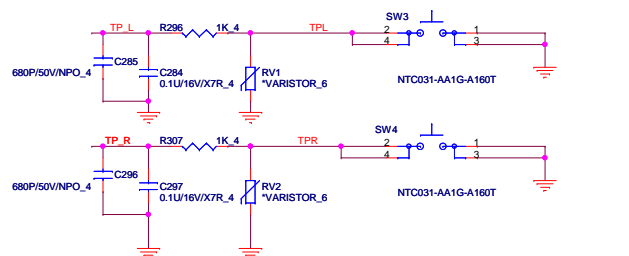 SW3
TP_L R296 1K_4 TPL 2 1
4 3
C285
680P/50V/NPO_4 C284 RV1
0.1U/16V/X7R_4 *VARISTOR_6 NTC031-AA1G-A160T
SW4
TP_R R307 1K_4 TPR 2 1
4 3
C296
680P/50V/NPO_4 C297 RV2
0.1U/16V/X7R_4 *VARISTOR_6 NTC031-AA1G-A160T